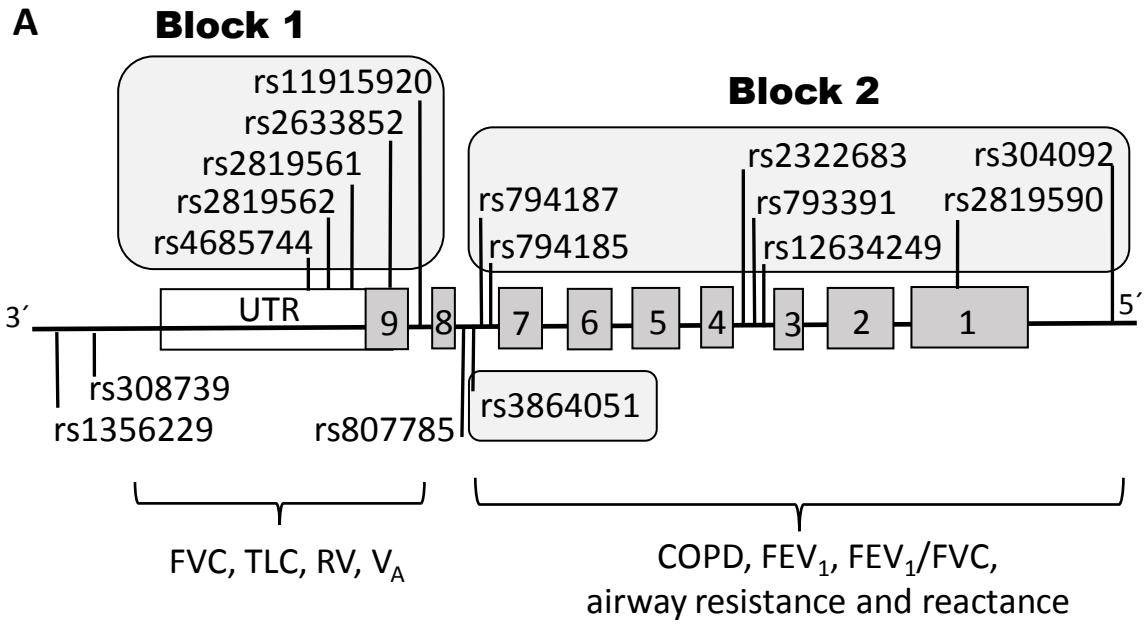 A
Block 1
Block 2
rs11915920
rs2633852
rs2819561
rs2819562
rs4685744
rs2322683
rs304092
rs794187
rs793391
rs2819590
rs794185
rs12634249
3´
UTR
9
8
7
6
5
4
3
2
1
5´
rs308739
rs1356229
rs807785
rs3864051
FVC, TLC, RV, VA
COPD, FEV1, FEV1/FVC,
airway resistance and reactance